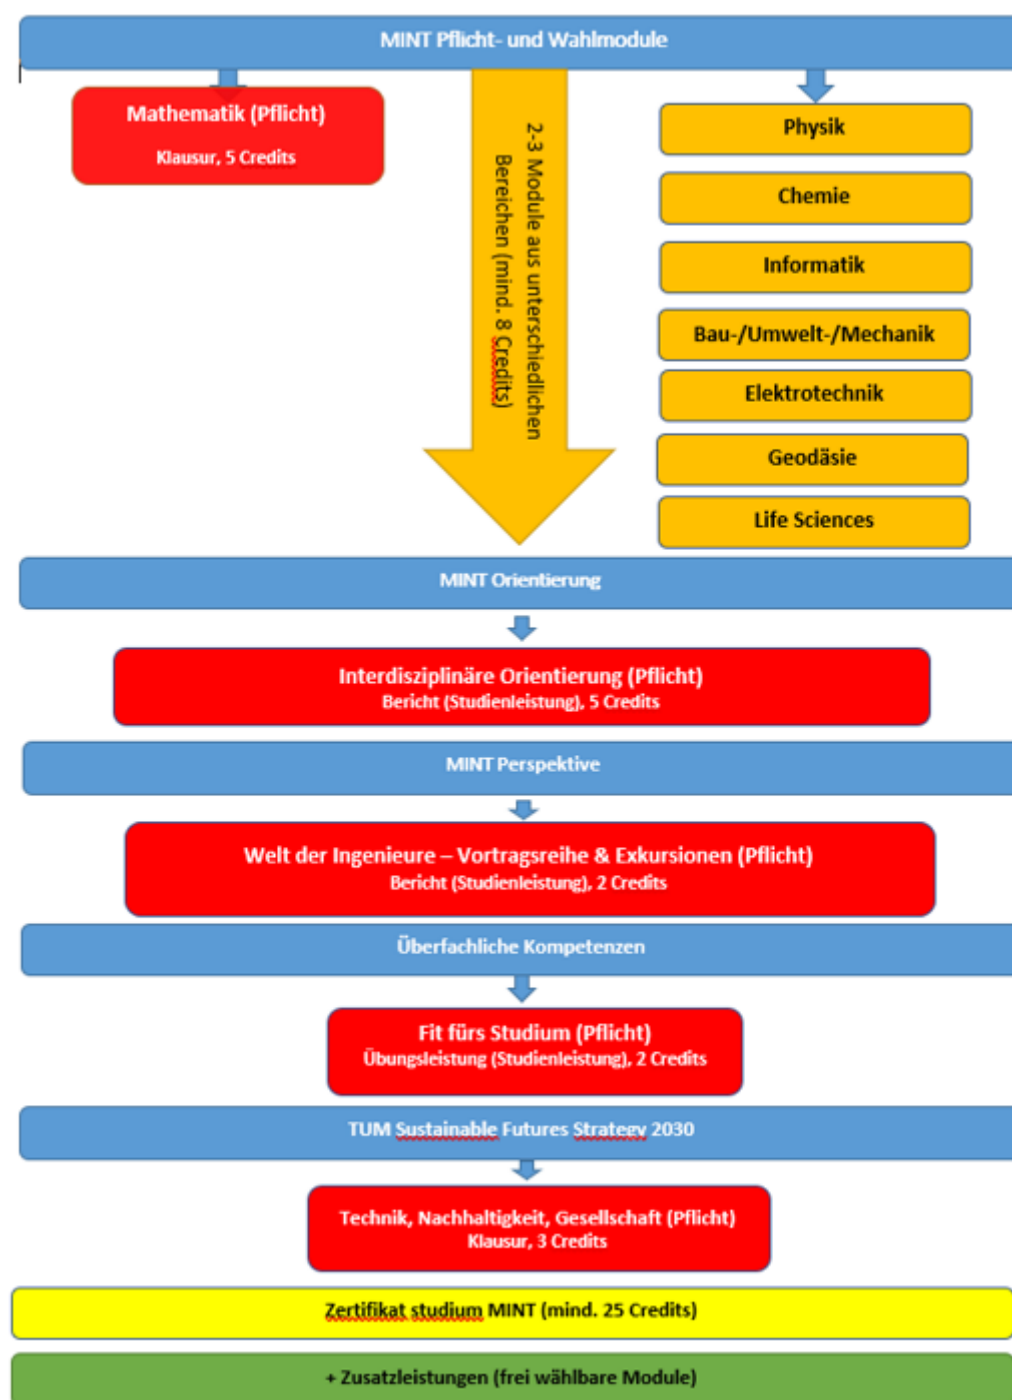 MINT Pflicht- und Wahlmodule
Mathematik (Pflicht)
Klausur, 5 Credits
2-3 Module aus unterschiedlichen
Bereichen (mind. 8 Credits)
Physik
Chemie
Informatik
Bau-/Umwelt-/Mechanik
Elektrotechnik
Geodäsie
Life Sciences
MINT Orientierung
Interdisziplinäre Orientierung (Pflicht)
Bericht (Studienleistung), 5 Credits
MINT Perspektive
Welt der Ingenieure – Vortragsreihe & Exkursionen (Pflicht)
Bericht (Studienleistung), 2 Credits
Überfachliche Kompetenzen
Fit fürs Studium (Pflicht)
Übungsleistung (Studienleistung), 2 Credits
TUM Sustainable Futures Strategy 2030
Technik, Nachhaltigkeit, Gesellschaft (Pflicht)
Klausur, 3 Credits
Zertifikat studium MINT (mind. 25 Credits)
+ Zusatzleistungen (frei wählbare Module)